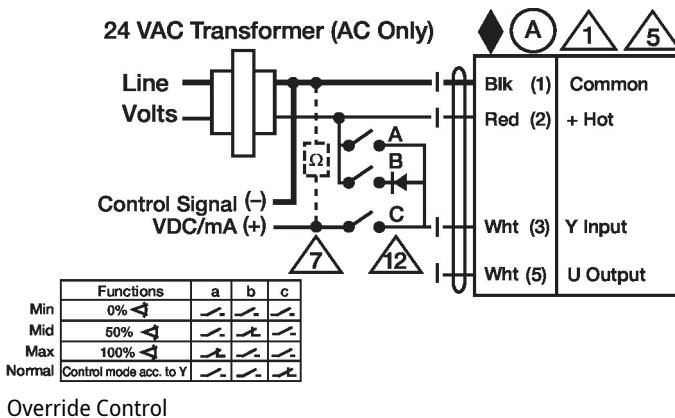 24 VAC Transformer (AC Only)
A 1 5
Line
Volts
Blk (1) Common
Red (2) + Hot
A
Ω
B
Control Signal (–)
VDC/mA (+)
C
Wht (3) Y Input
7
12
Wht (5) U Output
Functions a b c
Min 0%
Mid 50%
Max 100%
Normal Control mode acc. to Y
Override Control